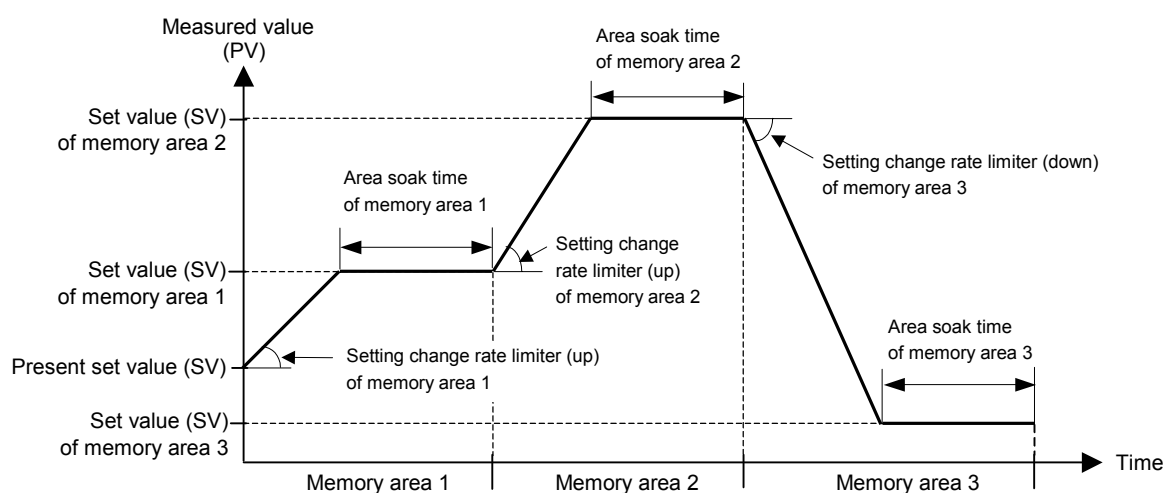 Measured value
(PV)
Area soak time
of memory area 2
Set value (SV)
of memory area 2
Setting change rate limiter (down)
of memory area 3
Area soak time
of memory area 1
Setting change
rate limiter (up)
of memory area 2
Set value (SV)
of memory area 1
Area soak time
of memory area 3
Present set value (SV)
Setting change rate limiter (up)
of memory area 1
Set value (SV)
of memory area 3
Time
Memory area 1
Memory area 2
Memory area 3